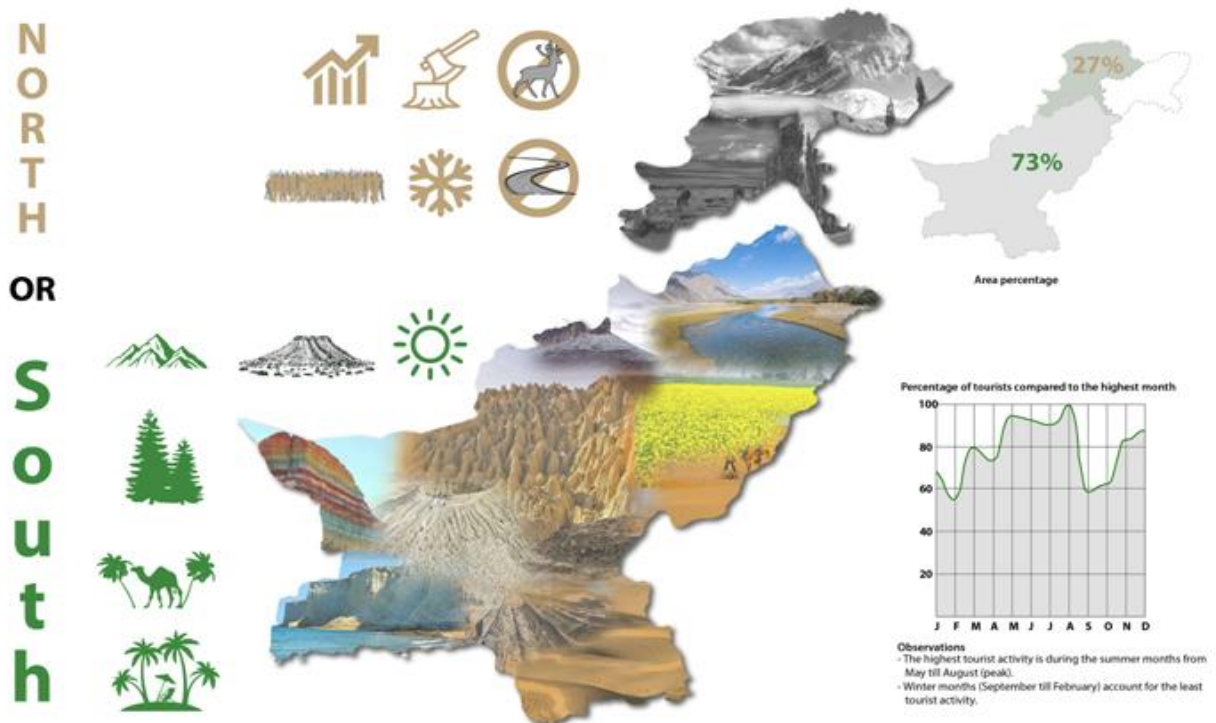 NORTH
OR
South
27%
73%
Area percentage
Percentage of tourists compared to the highest month
100
80
60
40
20
J F M A M J J A S O N D
Observations
- The highest tourist activity is during the summer months from
May till August (peak).
- Winter months (September till February) account for the least
tourist activity.